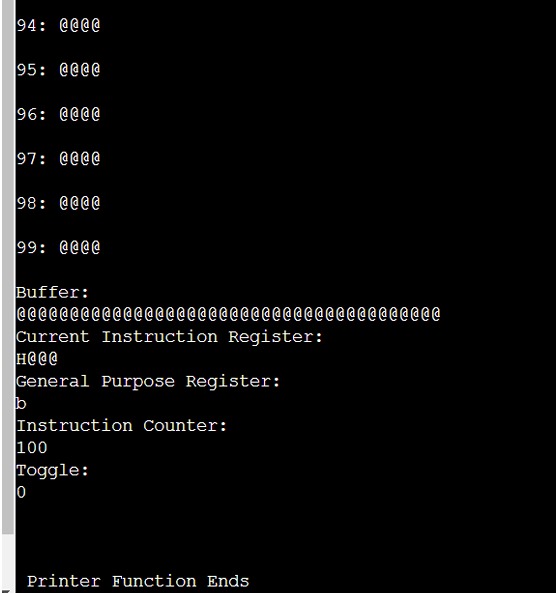 94: @@@@
95: @@@@
96: @@@@
97: @@@@
98: @@@@
99: @@@@
Buffer:
@@@@@@@@@@@@@@@@@@@@@@@@@@@@@@@@@@@@@@@@
Current Instruction Register:
H@@@
General Purpose Register:
b
Instruction Counter:
100
Toggle:
0
Printer Function Ends